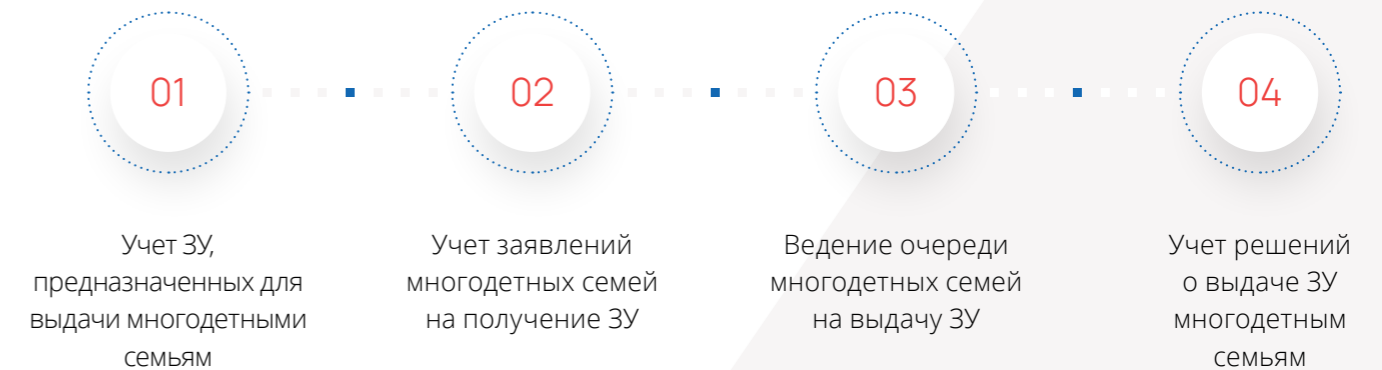 01
02
03
04
Учет ЗУ,
предназначенных для
выдачи многодетными
семьям
Учет заявлений
многодетных семей
на получение ЗУ
Ведение очереди
многодетных семей
на выдачу ЗУ
Учет решений
о выдаче ЗУ
многодетным
семьям